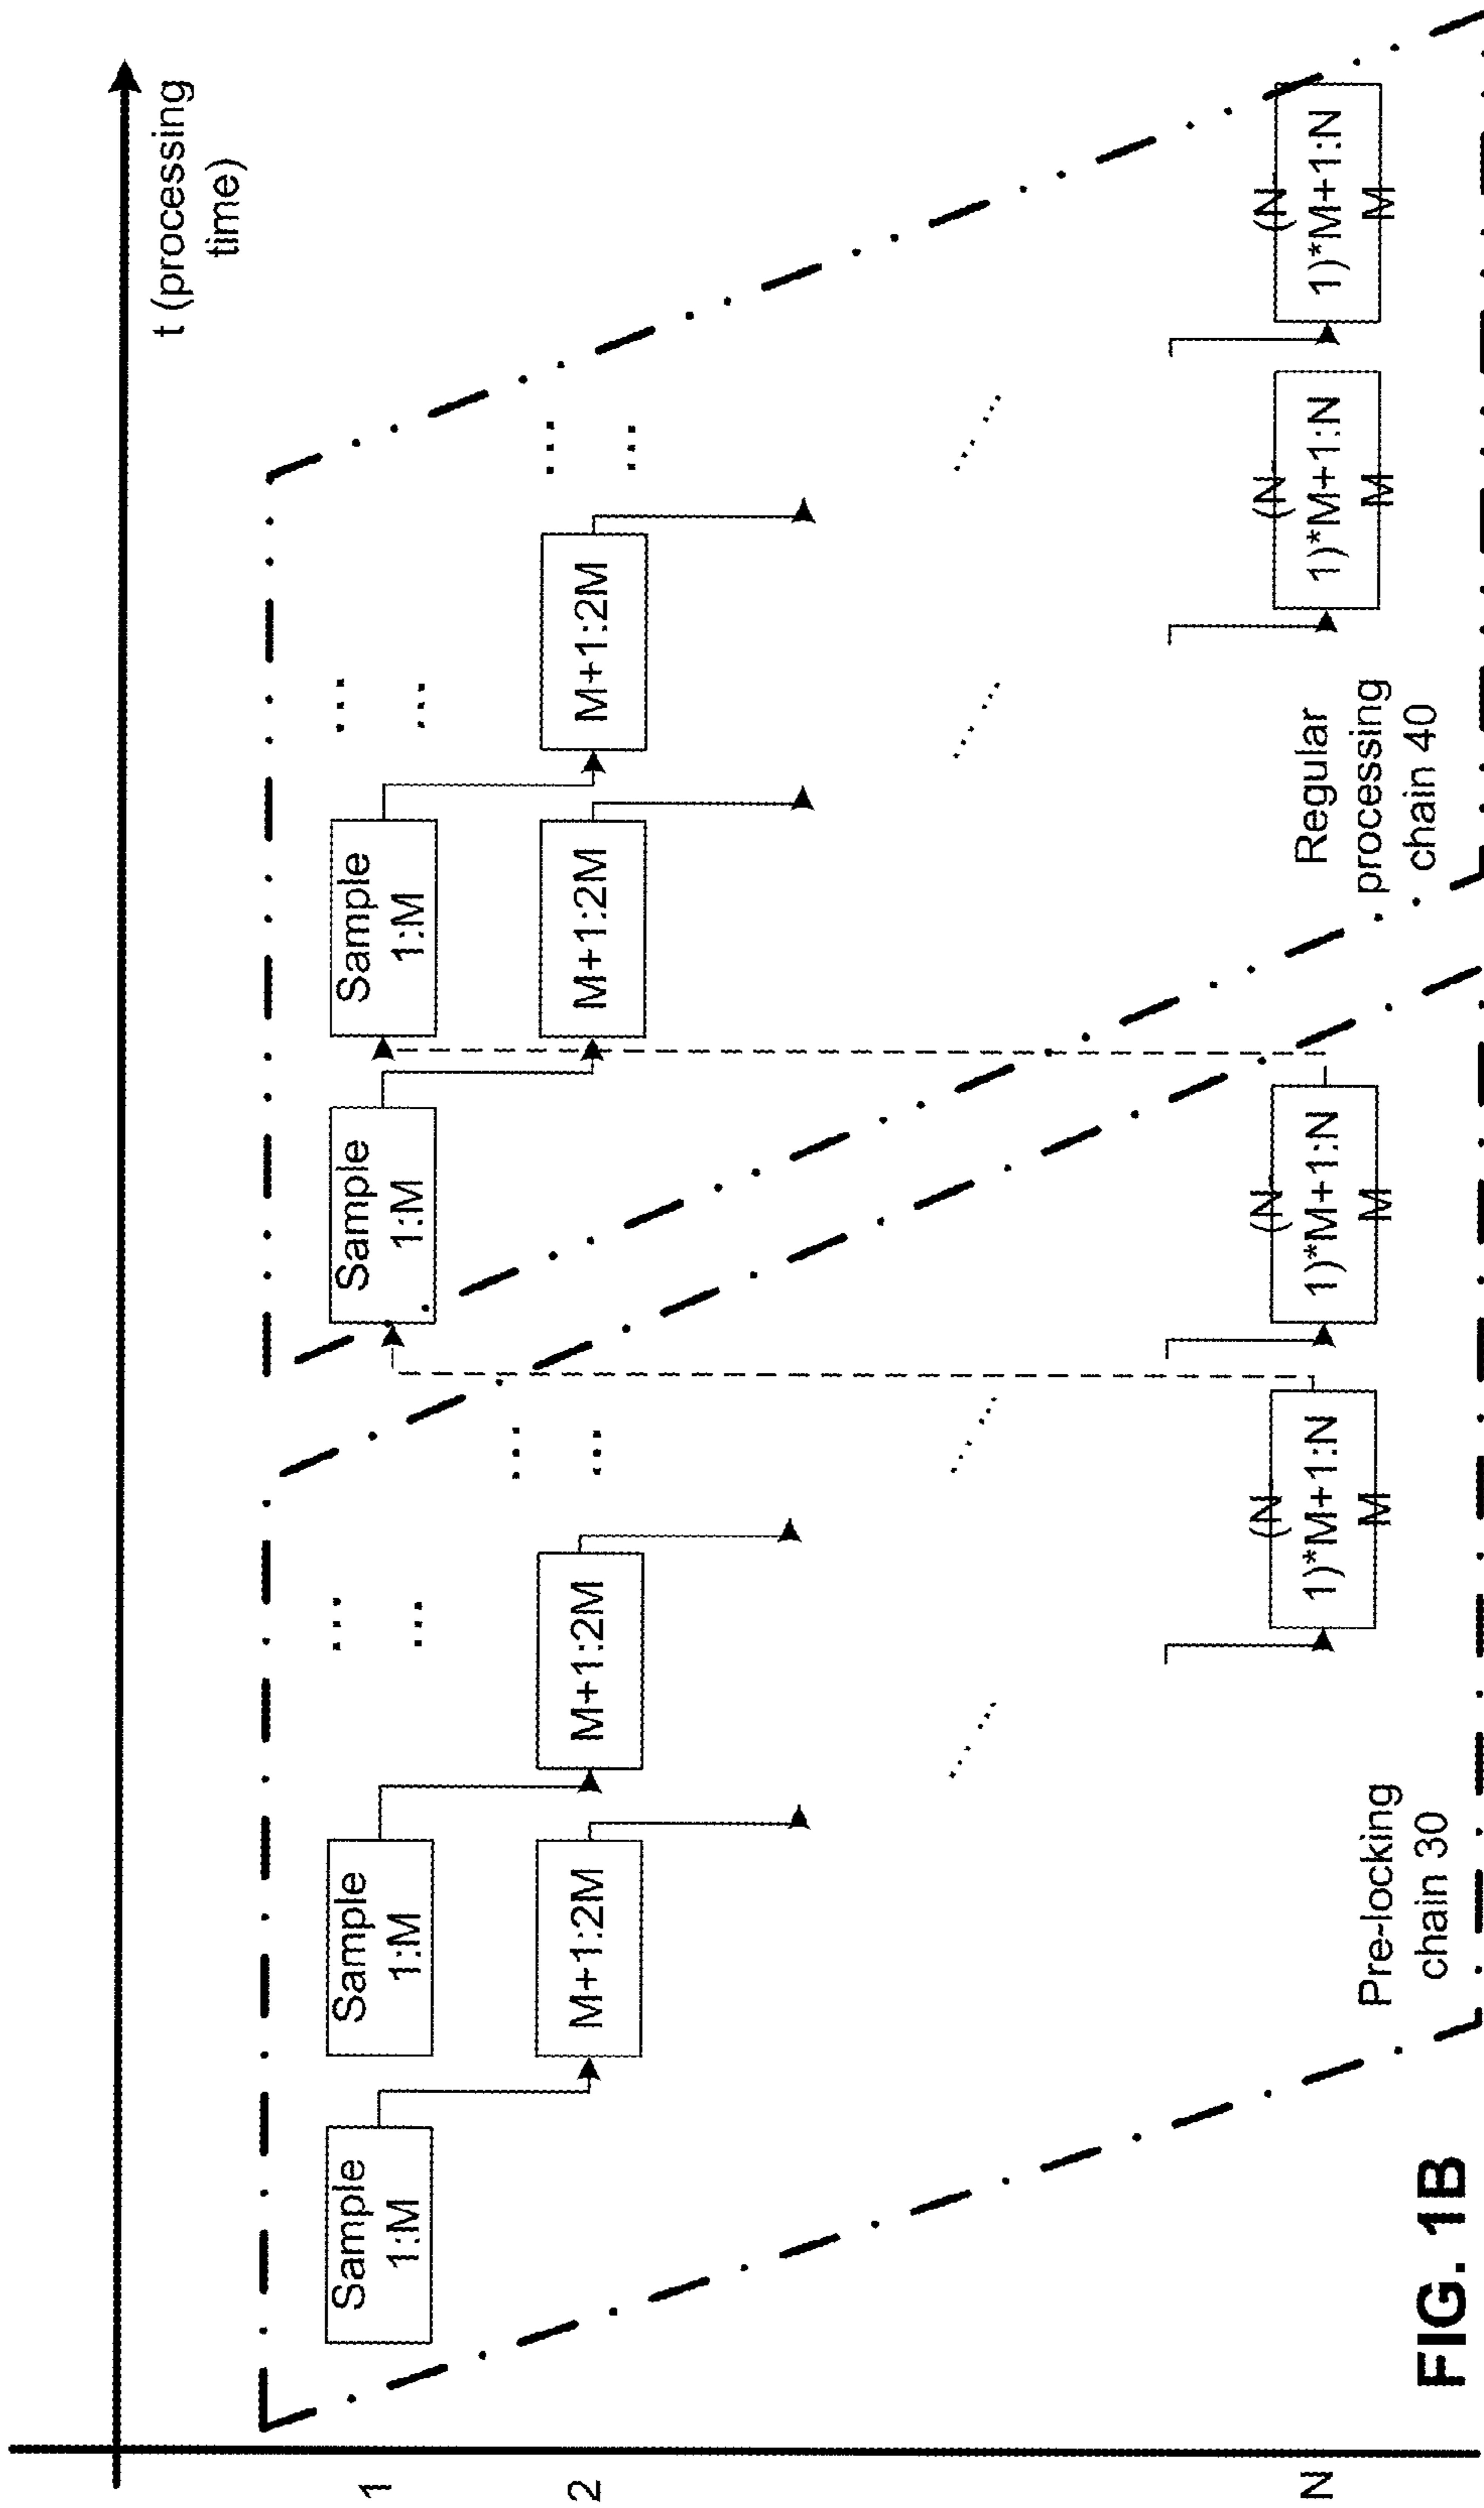 t (processing
time)
1
Sample
1:M
Sample
1:M
Sample
1:M
Sample
1:M
2
M+1:2M
M+1:2M
M+1:2M
M+1:2M
N
(N
1)*M+1:N
M
(N
1)*M+1:N
M
(N
1)*M+1:N
M
(N
1)*M+1:N
M
Pre-locking
chain 30
Regular
processing
chain 40
FIG. 1B